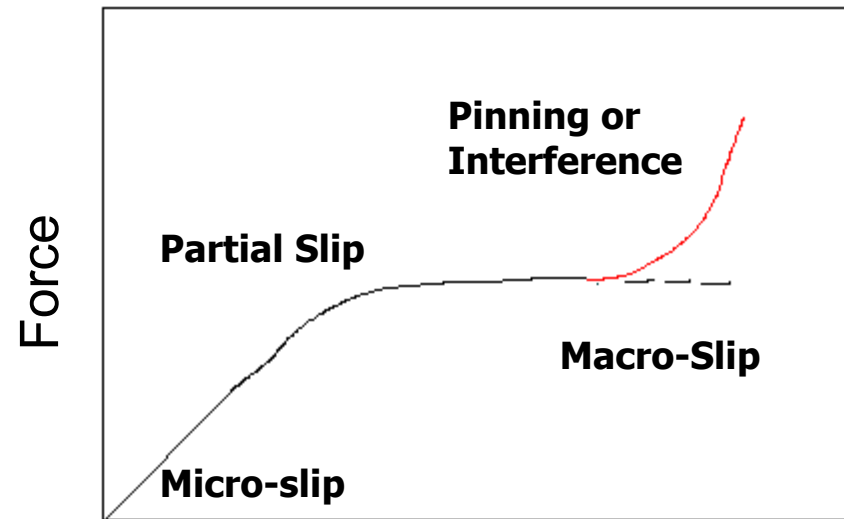 Pinning or
Interference
Partial Slip
Force
Macro-Slip
Micro-slip